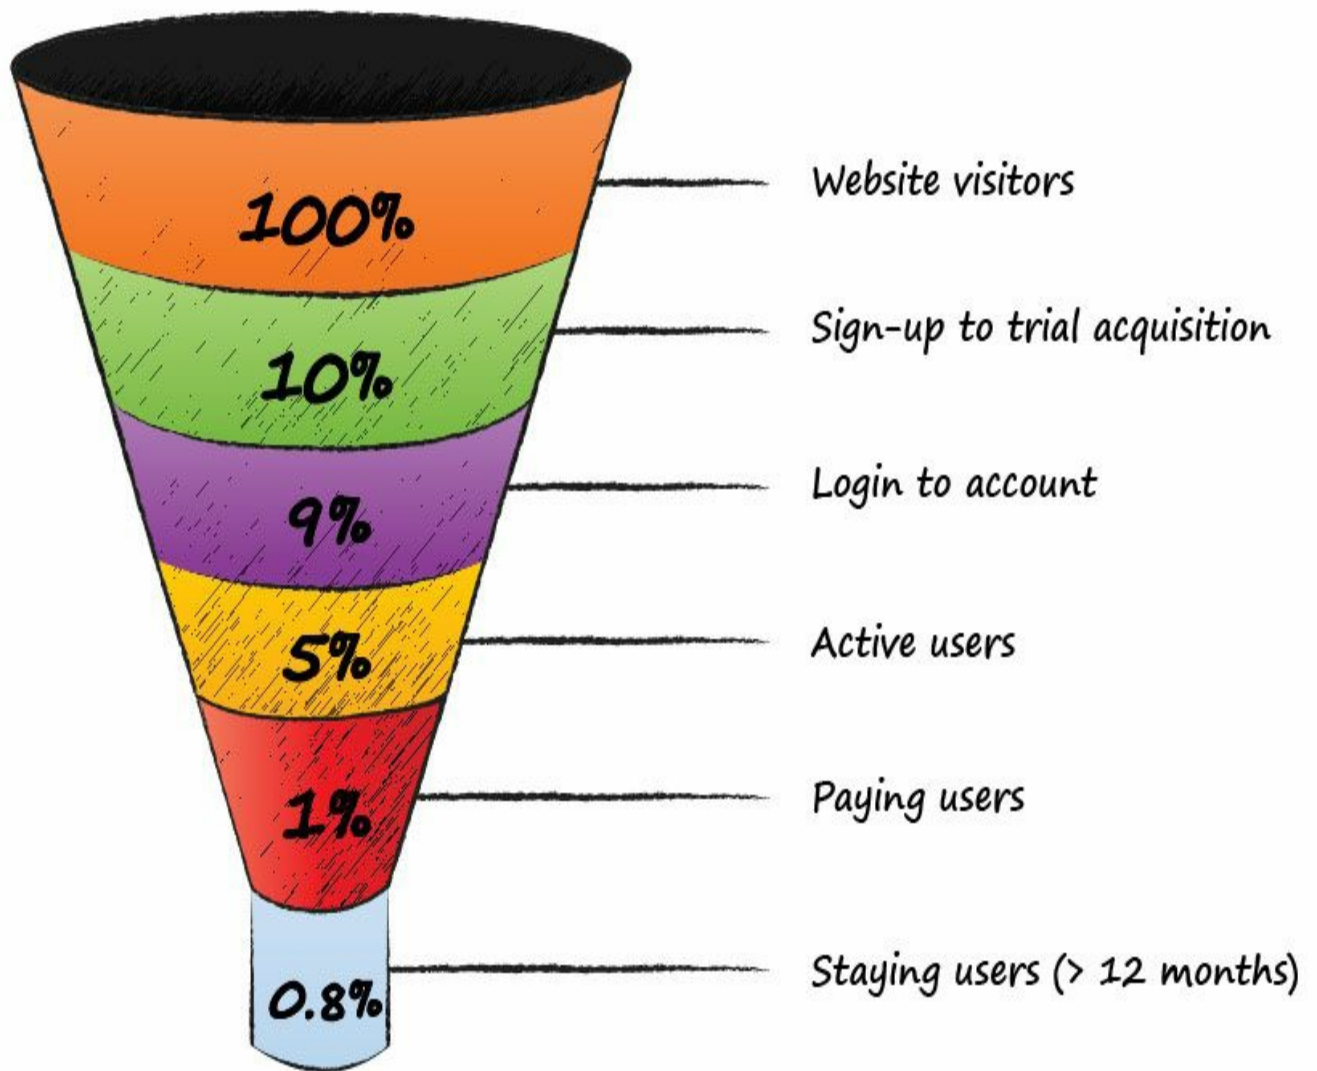 100%
Website visitors
10%
Sign-up to trial acquisition
9%
Login to account
5%
Active users
1%
Paying users
0.8%
Staying users (> 12 months)